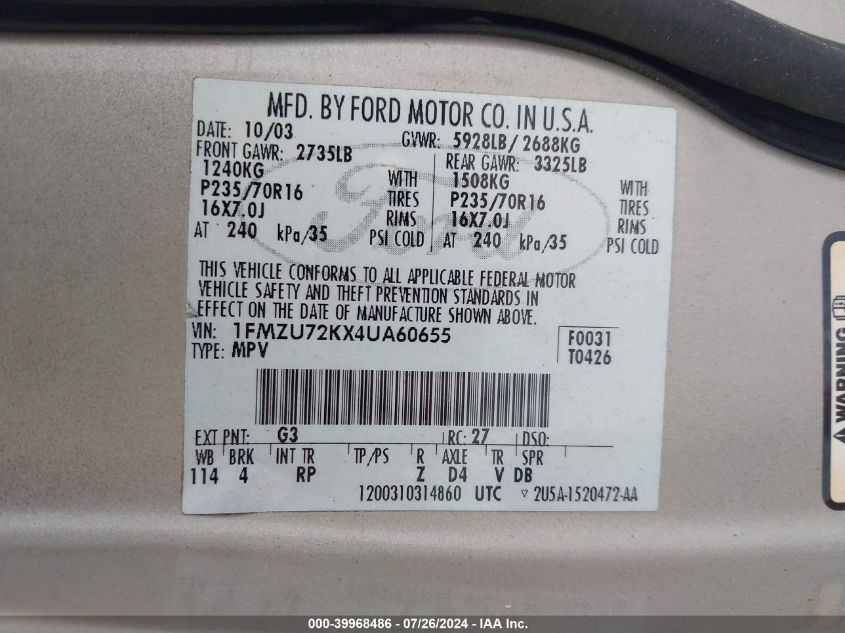 MFD. BY FORD MOTOR CO. IN U.S.A.
DATE: 10/03 GVWR: 5928LB/2688KG
FRONT GAWR: 2735LB REAR GAWR: 3325LB
1240KG WITH 1508KG WITH
P235/70R16 TIRES P235/70R16 TIRES
16X7.0J RIMS 16X7.0J RIMS
AT 240 kPa/35 PSI COLD AT 240 kPa/35 PSI COLD
Ford
THIS VEHICLE CONFORMS TO ALL APPLICABLE FEDERAL MOTOR
VEHICLE SAFETY AND THEFT PREVENTION STANDARDS IN
EFFECT ON THE DATE OF MANUFACTURE SHOWN ABOVE.
VIN: 1FMZU72KX4UA60655 F0031
TYPE: MPV T0426
EXT PNT: G3 RC: 27 DSO:
WB BRK INT TR TP/PS R AXLE TR SPR
114 4 RP Z D4 V DB
1200310314860 UTC ▽ 2U5A-1520472-AA
WARNING
000-39968486 - 07/26/2024 - IAA Inc.